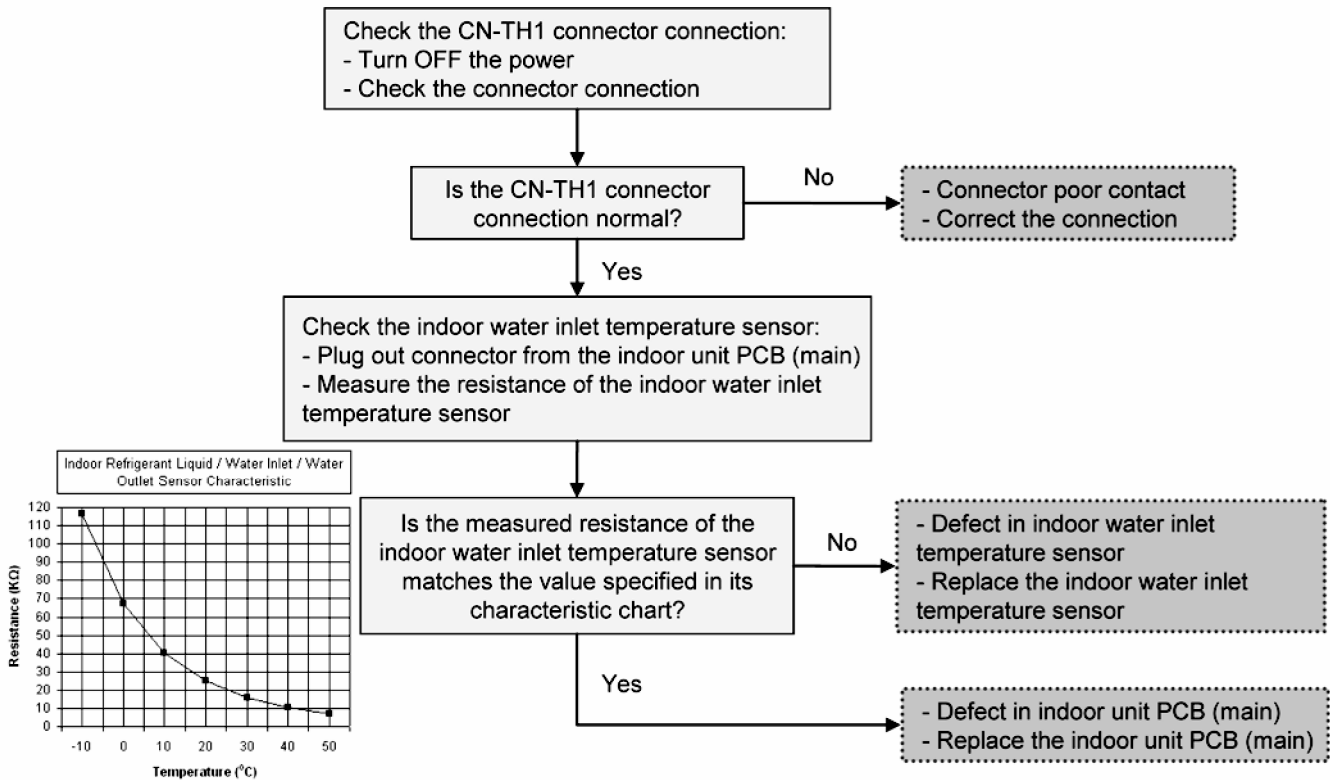 Check the CN-TH1 connector connection:
- Turn OFF the power
- Check the connector connection
Is the CN-TH1 connector
connection normal?
No
- Connector poor contact
- Correct the connection
Yes
Check the indoor water inlet temperature sensor:
- Plug out connector from the indoor unit PCB (main)
- Measure the resistance of the indoor water inlet
temperature sensor
Indoor Refrigerant Liquid / Water Inlet / Water
Outlet Sensor Characteristic
Resistance (KΩ)
120
110
100
90
80
70
60
50
40
30
20
10
0
-10 0 10 20 30 40 50
Temperature (⁰C)
Is the measured resistance of the
indoor water inlet temperature sensor
matches the value specified in its
characteristic chart?
No
- Defect in indoor water inlet
temperature sensor
- Replace the indoor water inlet
temperature sensor
Yes
- Defect in indoor unit PCB (main)
- Replace the indoor unit PCB (main)